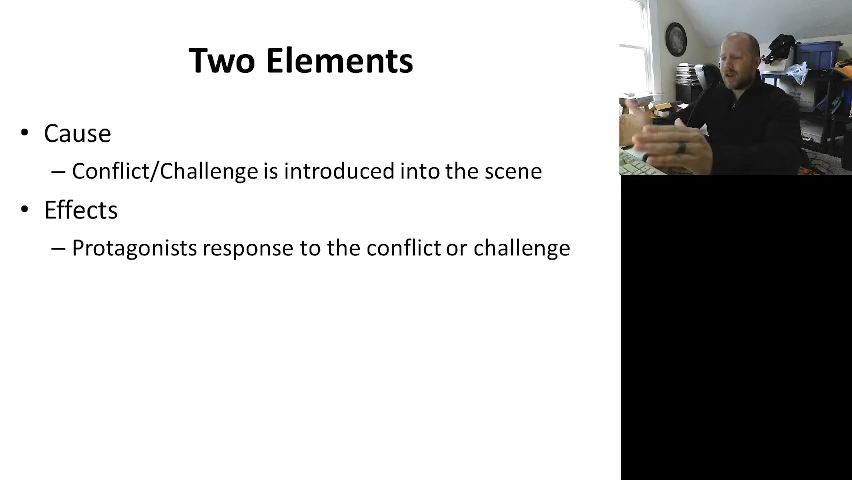 Two Elements
• Cause
– Conflict/Challenge is introduced into the scene
• Effects
– Protagonists response to the conflict or challenge